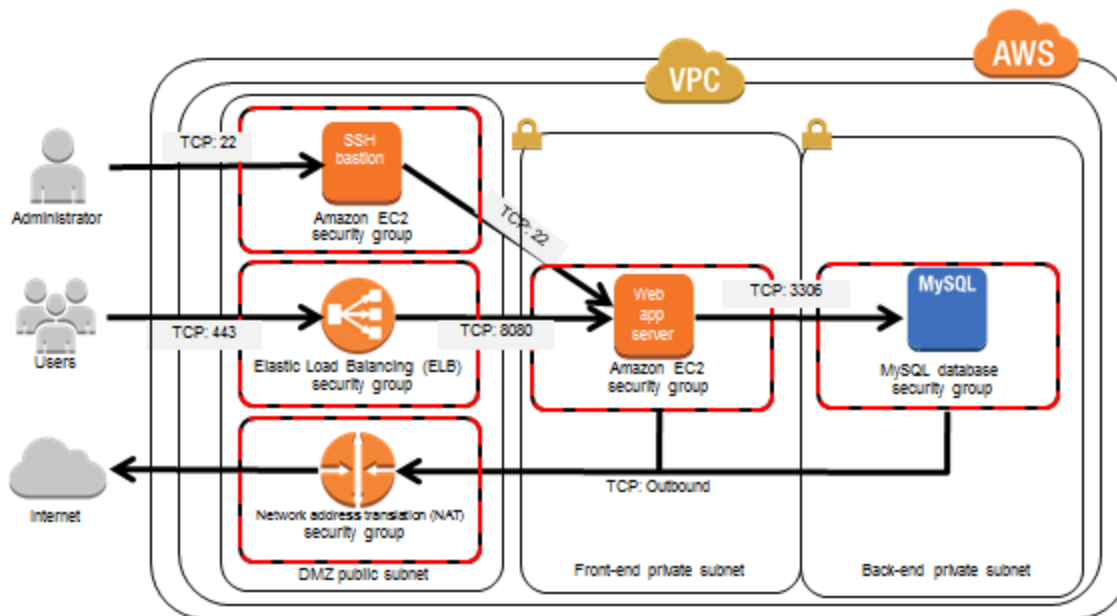 AWS
VPC
TCP: 22
SSH
bastion
Administrator
Amazon EC2
security group
TCP: 22
Web
app
server
TCP: 3306
MySQL
Users
TCP: 443
TCP: 8080
Elastic Load Balancing (ELB)
security group
Amazon EC2
security group
MySQL database
security group
Internet
TCP: Outbound
Network address translation (NAT)
security group
DMZ public subnet
Front-end private subnet
Back-end private subnet